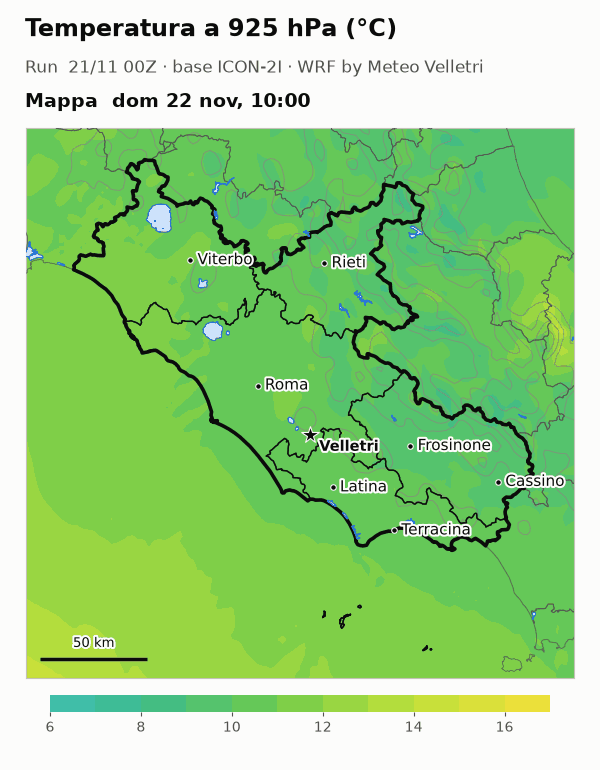 Temperatura a 925 hPa (°C)
Run  21/11 00Z · base ICON-2I · WRF by Meteo Velletri
Mappa  dom 22 nov, 10:00
Viterbo
Rieti
Roma
Velletri
Frosinone
Cassino
Latina
Terracina
50 km
6 8 10 12 14 16